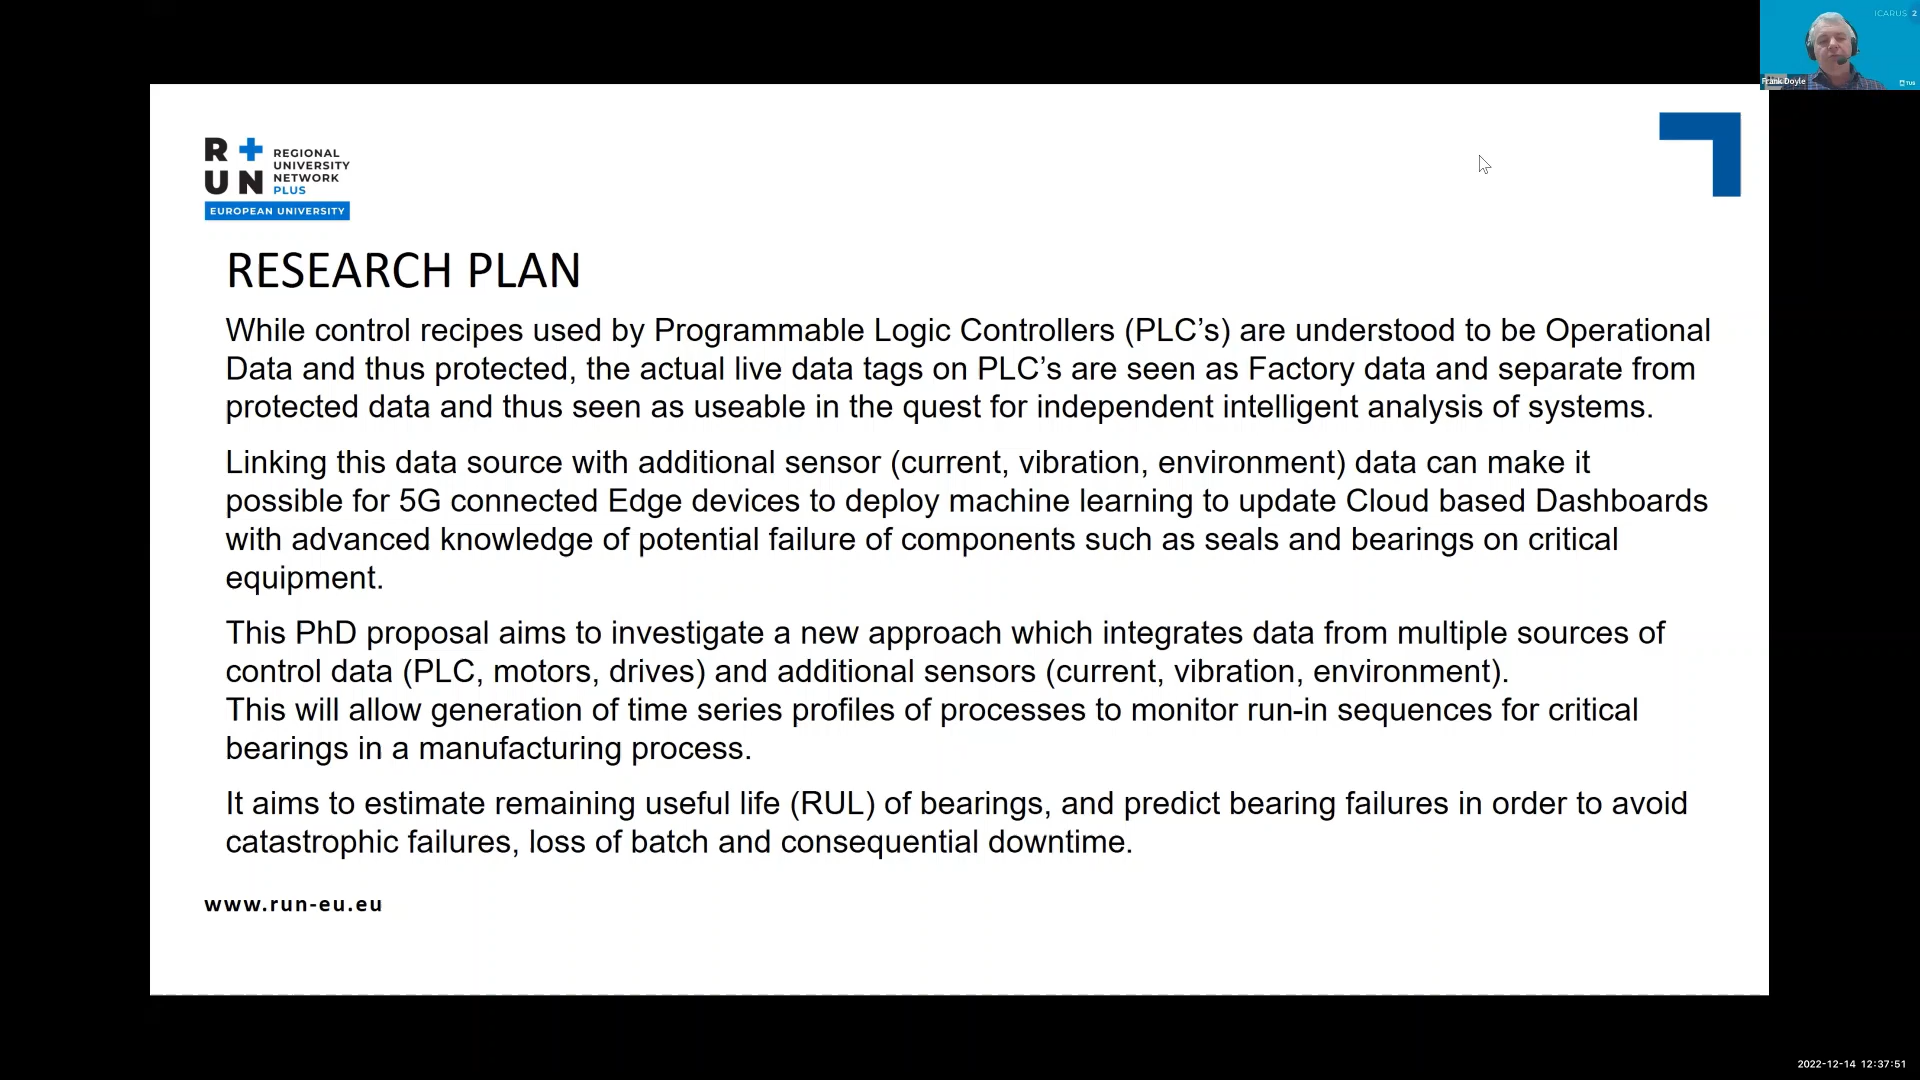 ICARUS 2
Frank Doyle
TUS
R+
UN
REGIONAL
UNIVERSITY
NETWORK
PLUS
EUROPEAN UNIVERSITY
RESEARCH PLAN
While control recipes used by Programmable Logic Controllers (PLC’s) are understood to be Operational
Data and thus protected, the actual live data tags on PLC’s are seen as Factory data and separate from
protected data and thus seen as useable in the quest for independent intelligent analysis of systems.
Linking this data source with additional sensor (current, vibration, environment) data can make it
possible for 5G connected Edge devices to deploy machine learning to update Cloud based Dashboards
with advanced knowledge of potential failure of components such as seals and bearings on critical
equipment.
This PhD proposal aims to investigate a new approach which integrates data from multiple sources of
control data (PLC, motors, drives) and additional sensors (current, vibration, environment).
This will allow generation of time series profiles of processes to monitor run-in sequences for critical
bearings in a manufacturing process.
It aims to estimate remaining useful life (RUL) of bearings, and predict bearing failures in order to avoid
catastrophic failures, loss of batch and consequential downtime.
www.run-eu.eu
2022-12-14 12:37:51